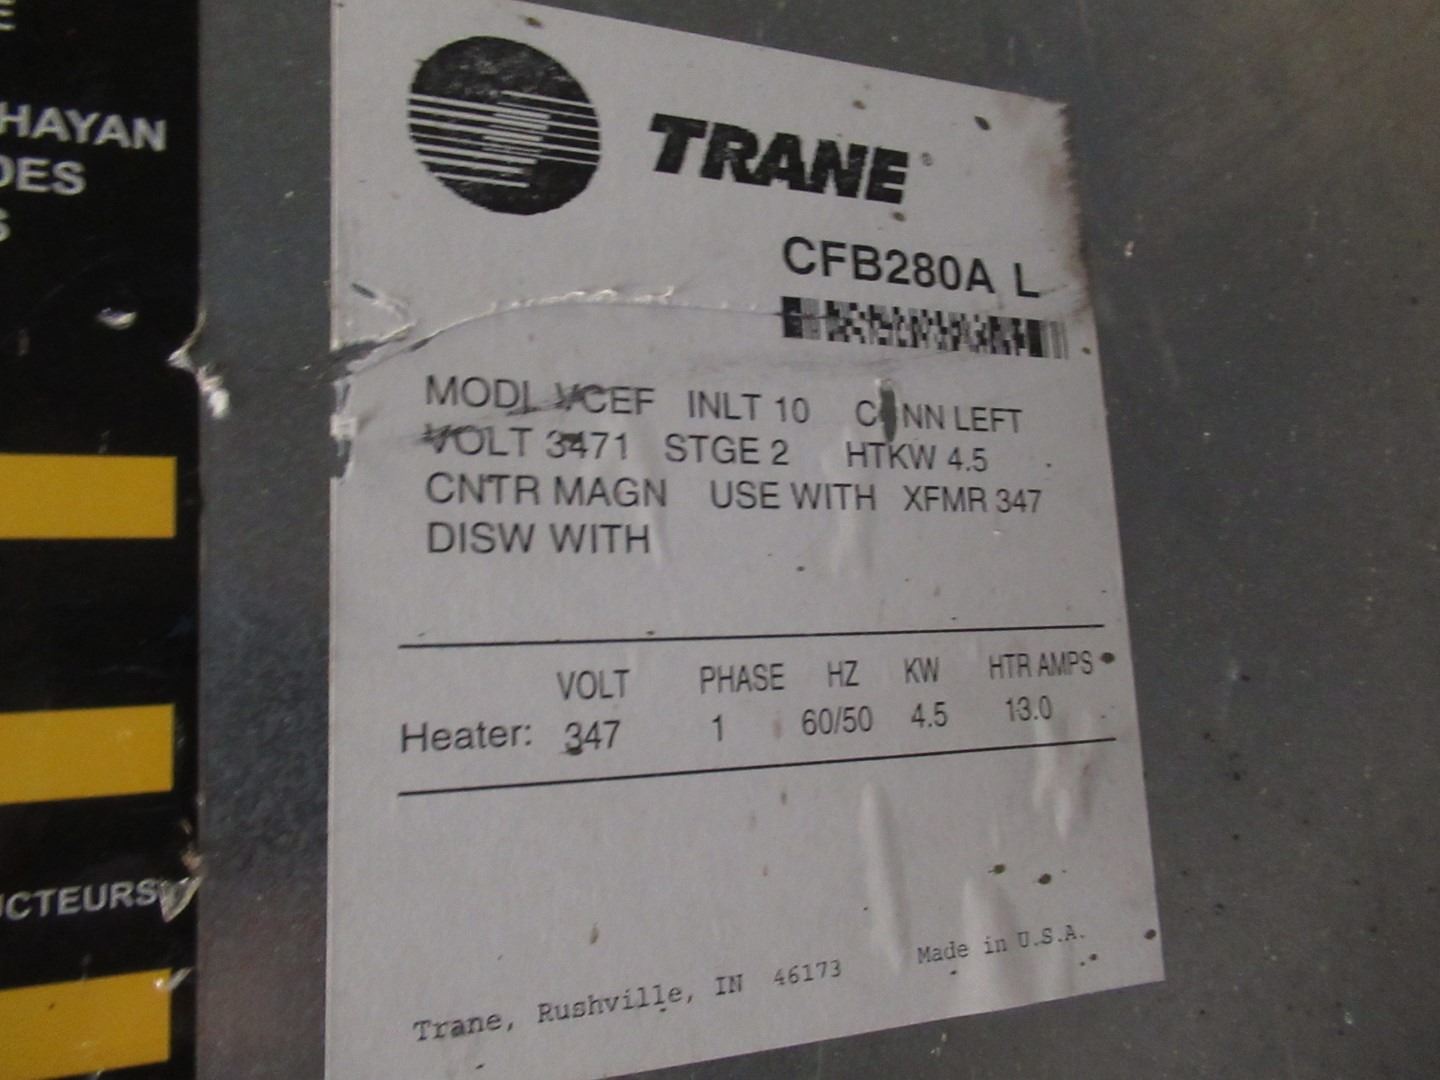 HAYAN
DES
S
UCTEURS
TRANE®
CFB280A L
MODL VCEF INLT 10 C NN LEFT
VOLT 3471 STGE 2 HTKW 4.5
CNTR MAGN USE WITH XFMR 347
DISW WITH
VOLT PHASE HZ KW HTR AMPS
Heater: 347 1 60/50 4.5 13.0
Trane, Rushville, IN 46173 Made in U.S.A.